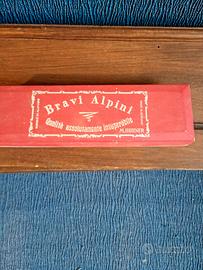 Bravi Alpini
Qualità assolutamente insuperabile
M. HOHNER